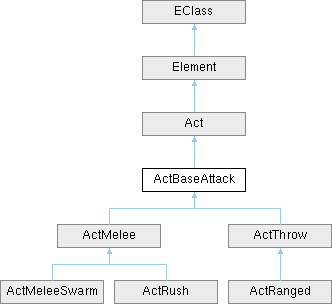 EClass
Element
Act
ActBaseAttack
ActMelee
ActThrow
ActMeleeSwarm
ActRush
ActRanged